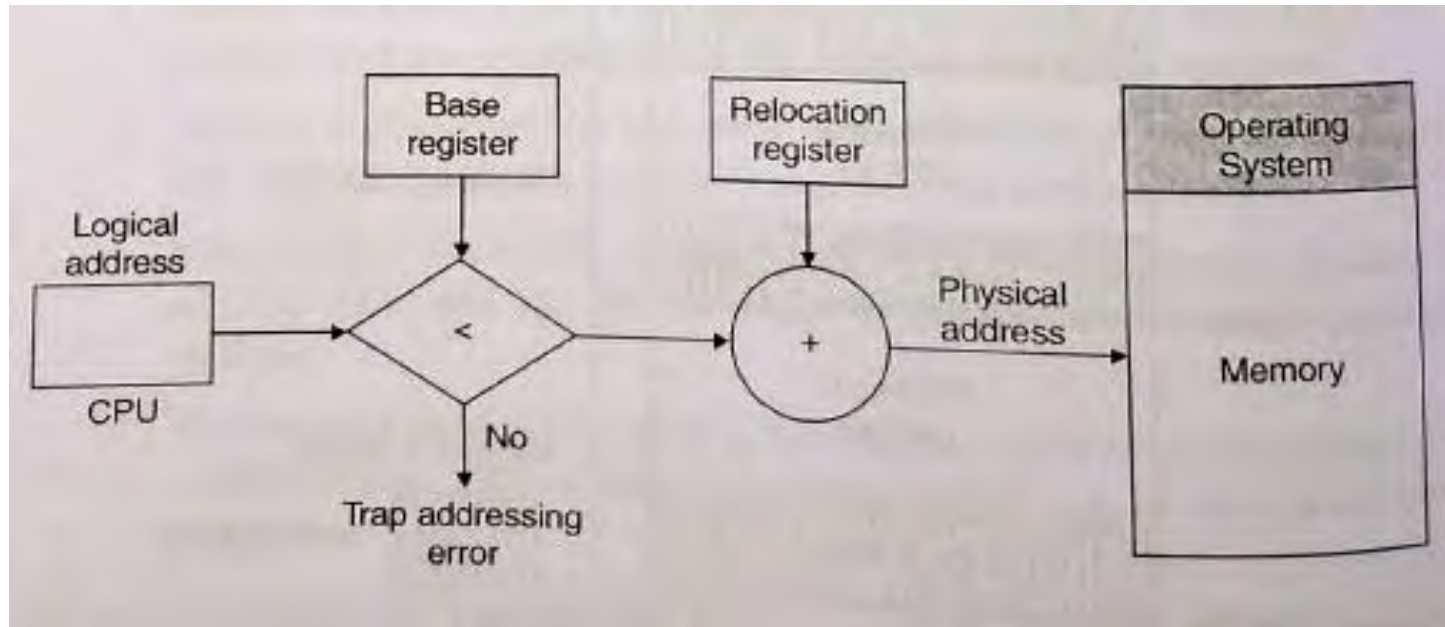 Base
register
Relocation
register
Operating
System
Logical
address
CPU
<
No
Trap addressing
error
+
Physical
address
Memory